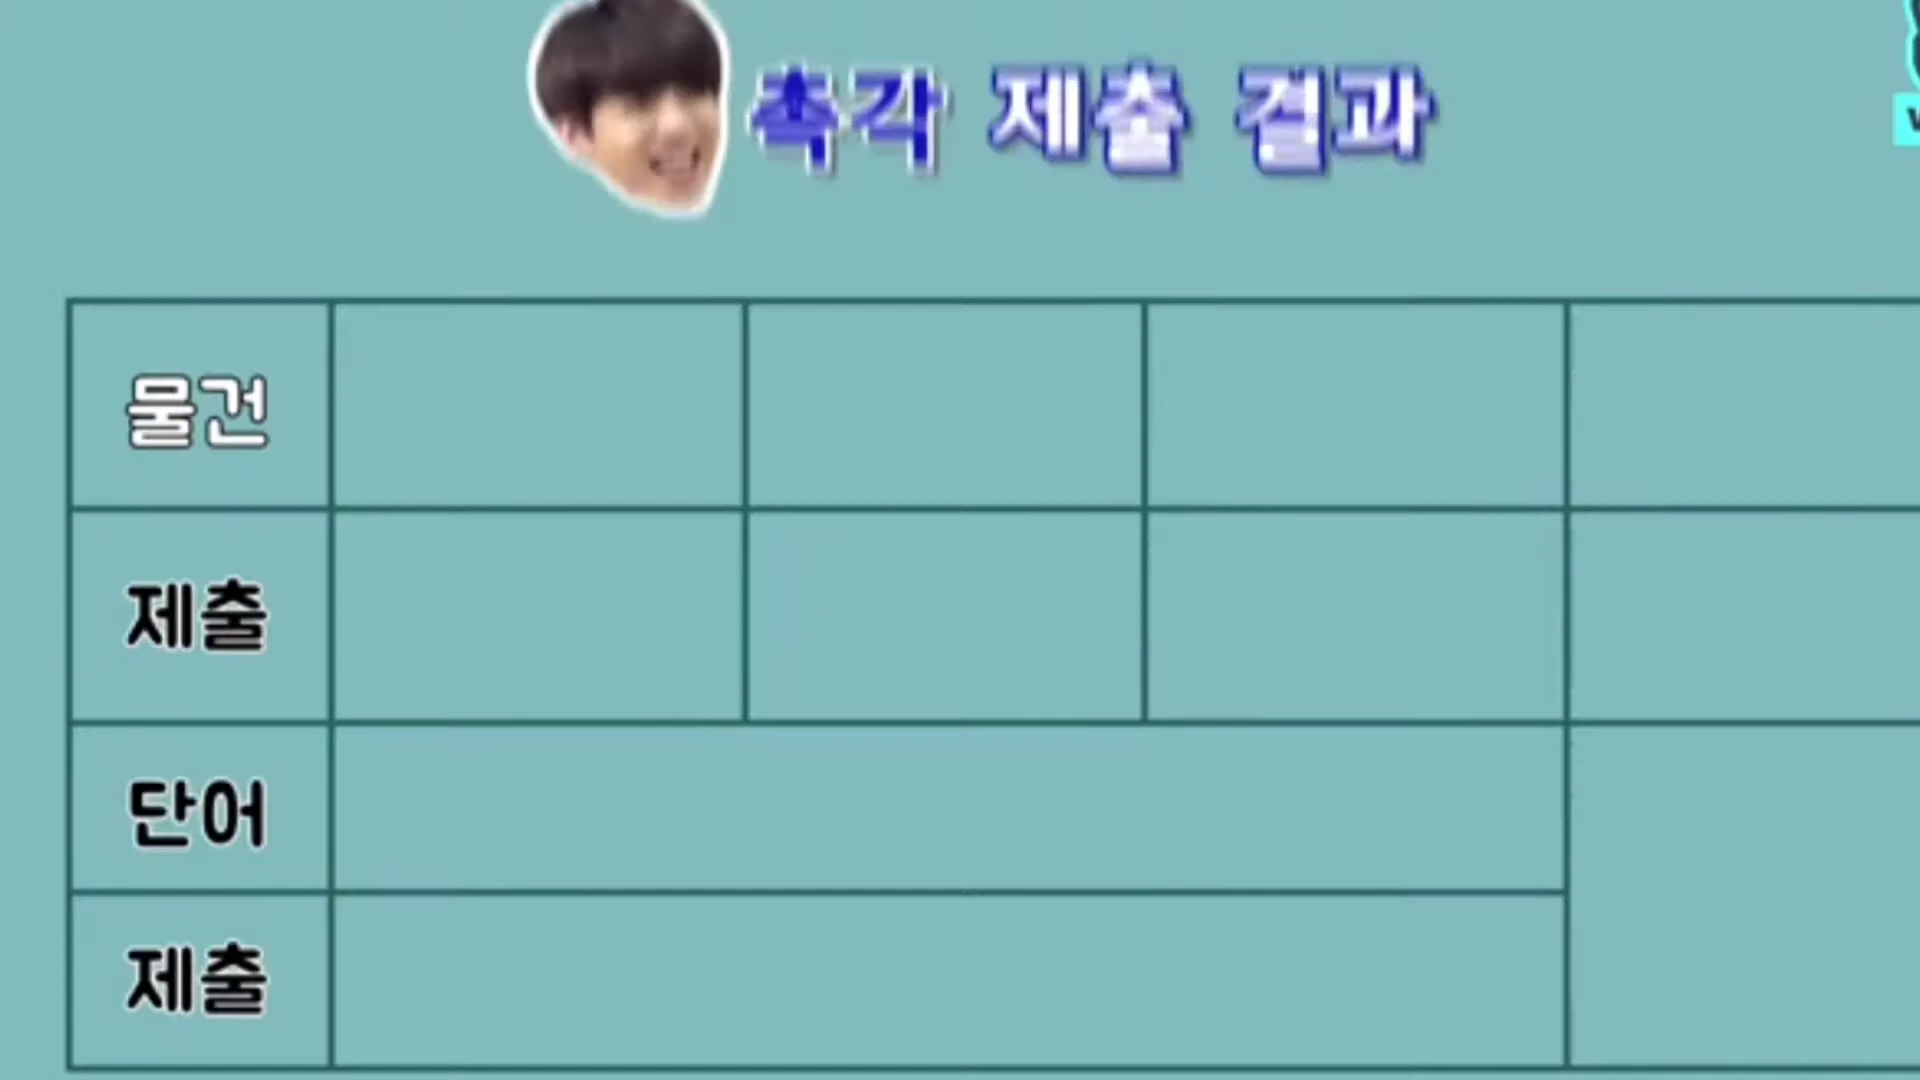 촉각 제출 결과
물건
제출
단어
제출